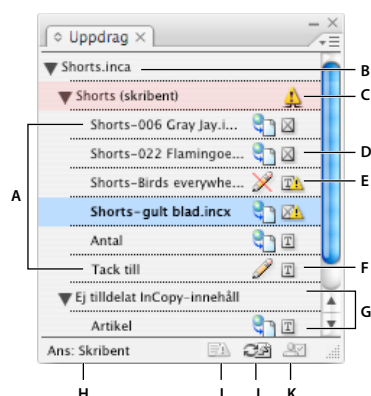 Uppdrag
Shorts.inca
B
Shorts (skribent)
C
Shorts-006 Gray Jay.i...
Shorts-022 Flamingoe...
D
Shorts-Birds everywhe...
E
A
Shorts-gult blad.incx
Antal
Tack till
F
Ej tilldelat InCopy-innehåll
G
Artikel
Ans: Skribent
H I J K